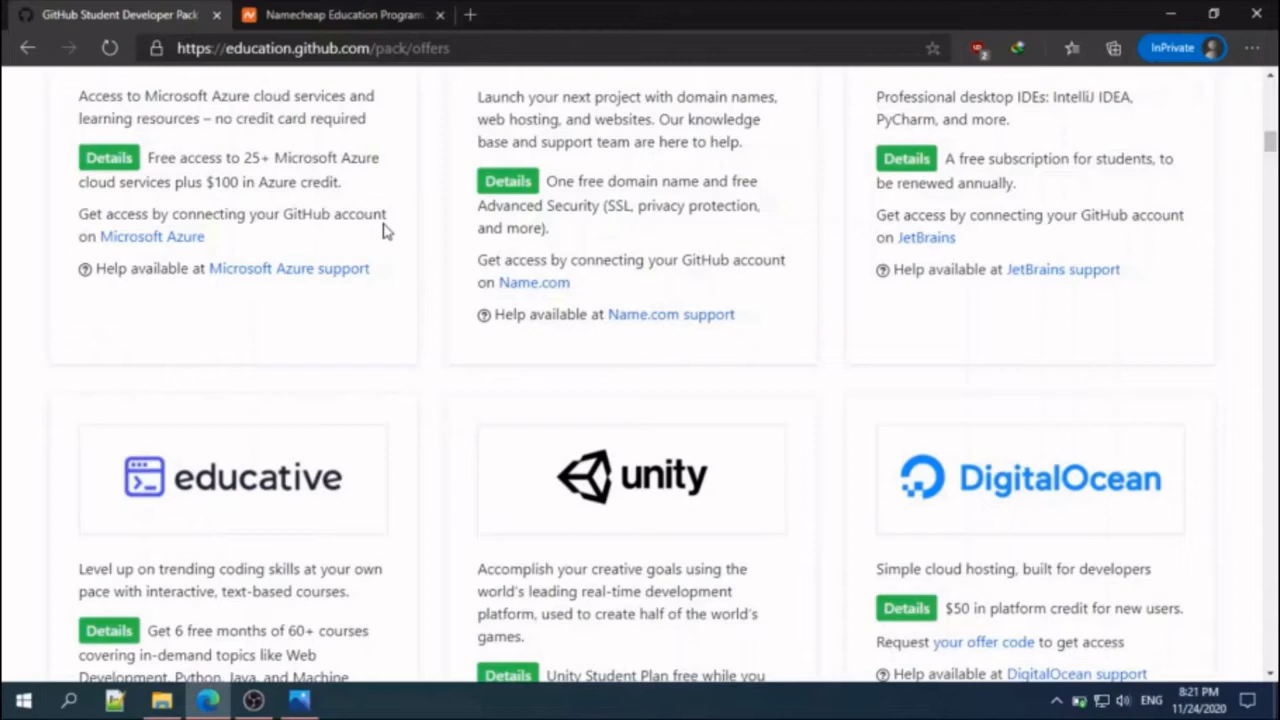 GitHub Student Developer Pack
Namecheap Education Program
https://education.github.com/pack/offers
2
InPrivate
Access to Microsoft Azure cloud services and
learning resources – no credit card required
Details Free access to 25+ Microsoft Azure
cloud services plus $100 in Azure credit.
Get access by connecting your GitHub account
on Microsoft Azure
Help available at Microsoft Azure support
Launch your next project with domain names,
web hosting, and websites. Our knowledge
base and support team are here to help.
Details One free domain name and free
Advanced Security (SSL, privacy protection,
and more).
Get access by connecting your GitHub account
on Name.com
Help available at Name.com support
Professional desktop IDEs: IntelliJ IDEA,
PyCharm, and more.
Details A free subscription for students, to
be renewed annually.
Get access by connecting your GitHub account
on JetBrains
Help available at JetBrains support
educative
Level up on trending coding skills at your own
pace with interactive, text-based courses.
Details Get 6 free months of 60+ courses
covering in-demand topics like Web
Development, Python, Java, and Machine
unity
Accomplish your creative goals using the
world's leading real-time development
platform, used to create half of the world's
games.
Details Unity Student Plan free while you
DigitalOcean
Simple cloud hosting, built for developers
Details $50 in platform credit for new users.
Request your offer code to get access
Help available at DigitalOcean support
ENG
8:21 PM
11/24/2020